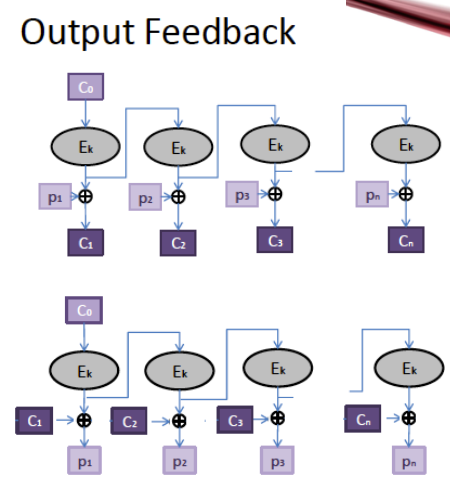 Output Feedback
C₀
Eₖ Eₖ Eₖ Eₖ
p₁ p₂ p₃ pₙ
C₁ C₂ C₃ Cₙ
C₀
Eₖ Eₖ Eₖ Eₖ
C₁ C₂ C₃ Cₙ
p₁ p₂ p₃ pₙ